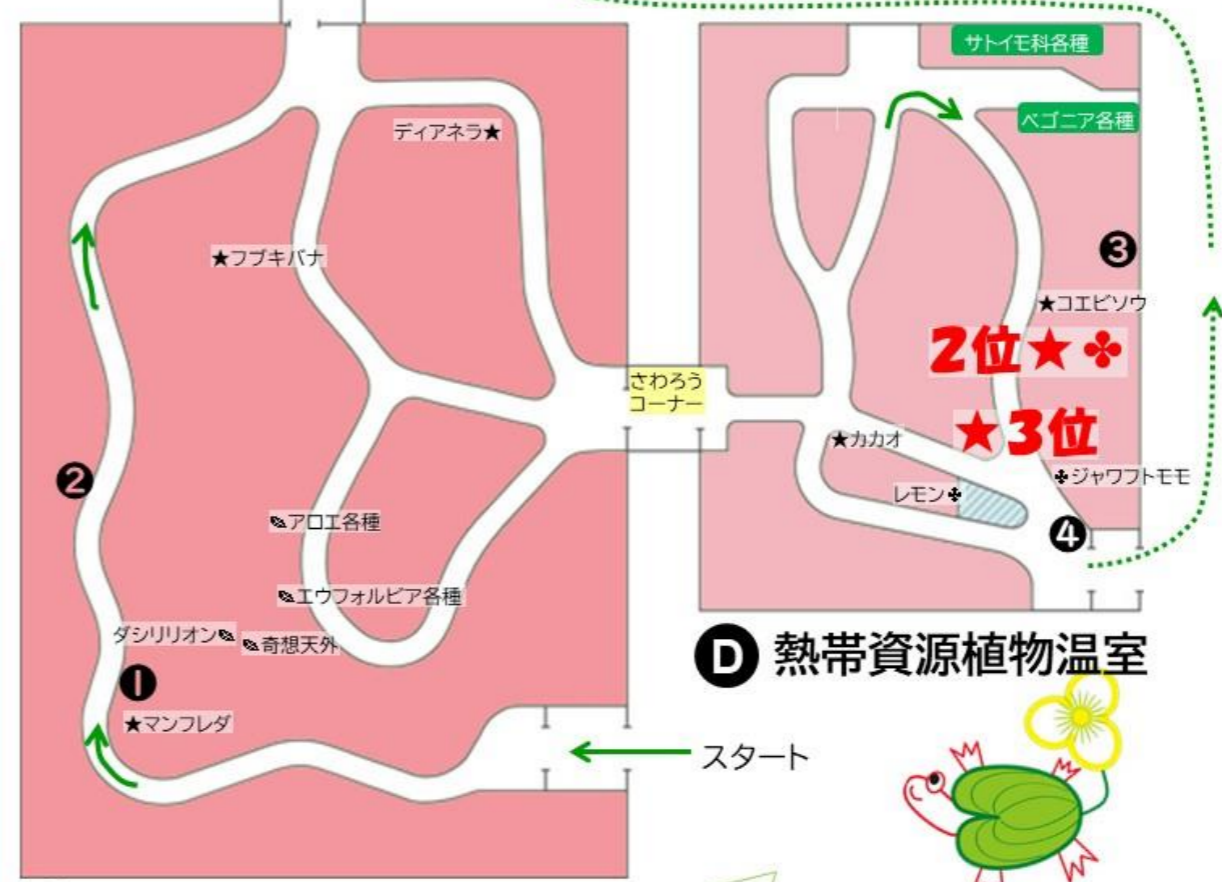 サトイモ科各種
ベゴニア各種
ディアネラ★
★フブキバナ
❸
★コエビソウ
2位★✤
さわろう
コーナー
★3位
★カカオ
✤ジャワフトモモ
レモン✤
❷
❹
✎アロエ各種
✎エウフォルビア各種
ダシリリオン✎
✎奇想天外
❶
★マンフレダ
D 熱帯資源植物温室
スタート